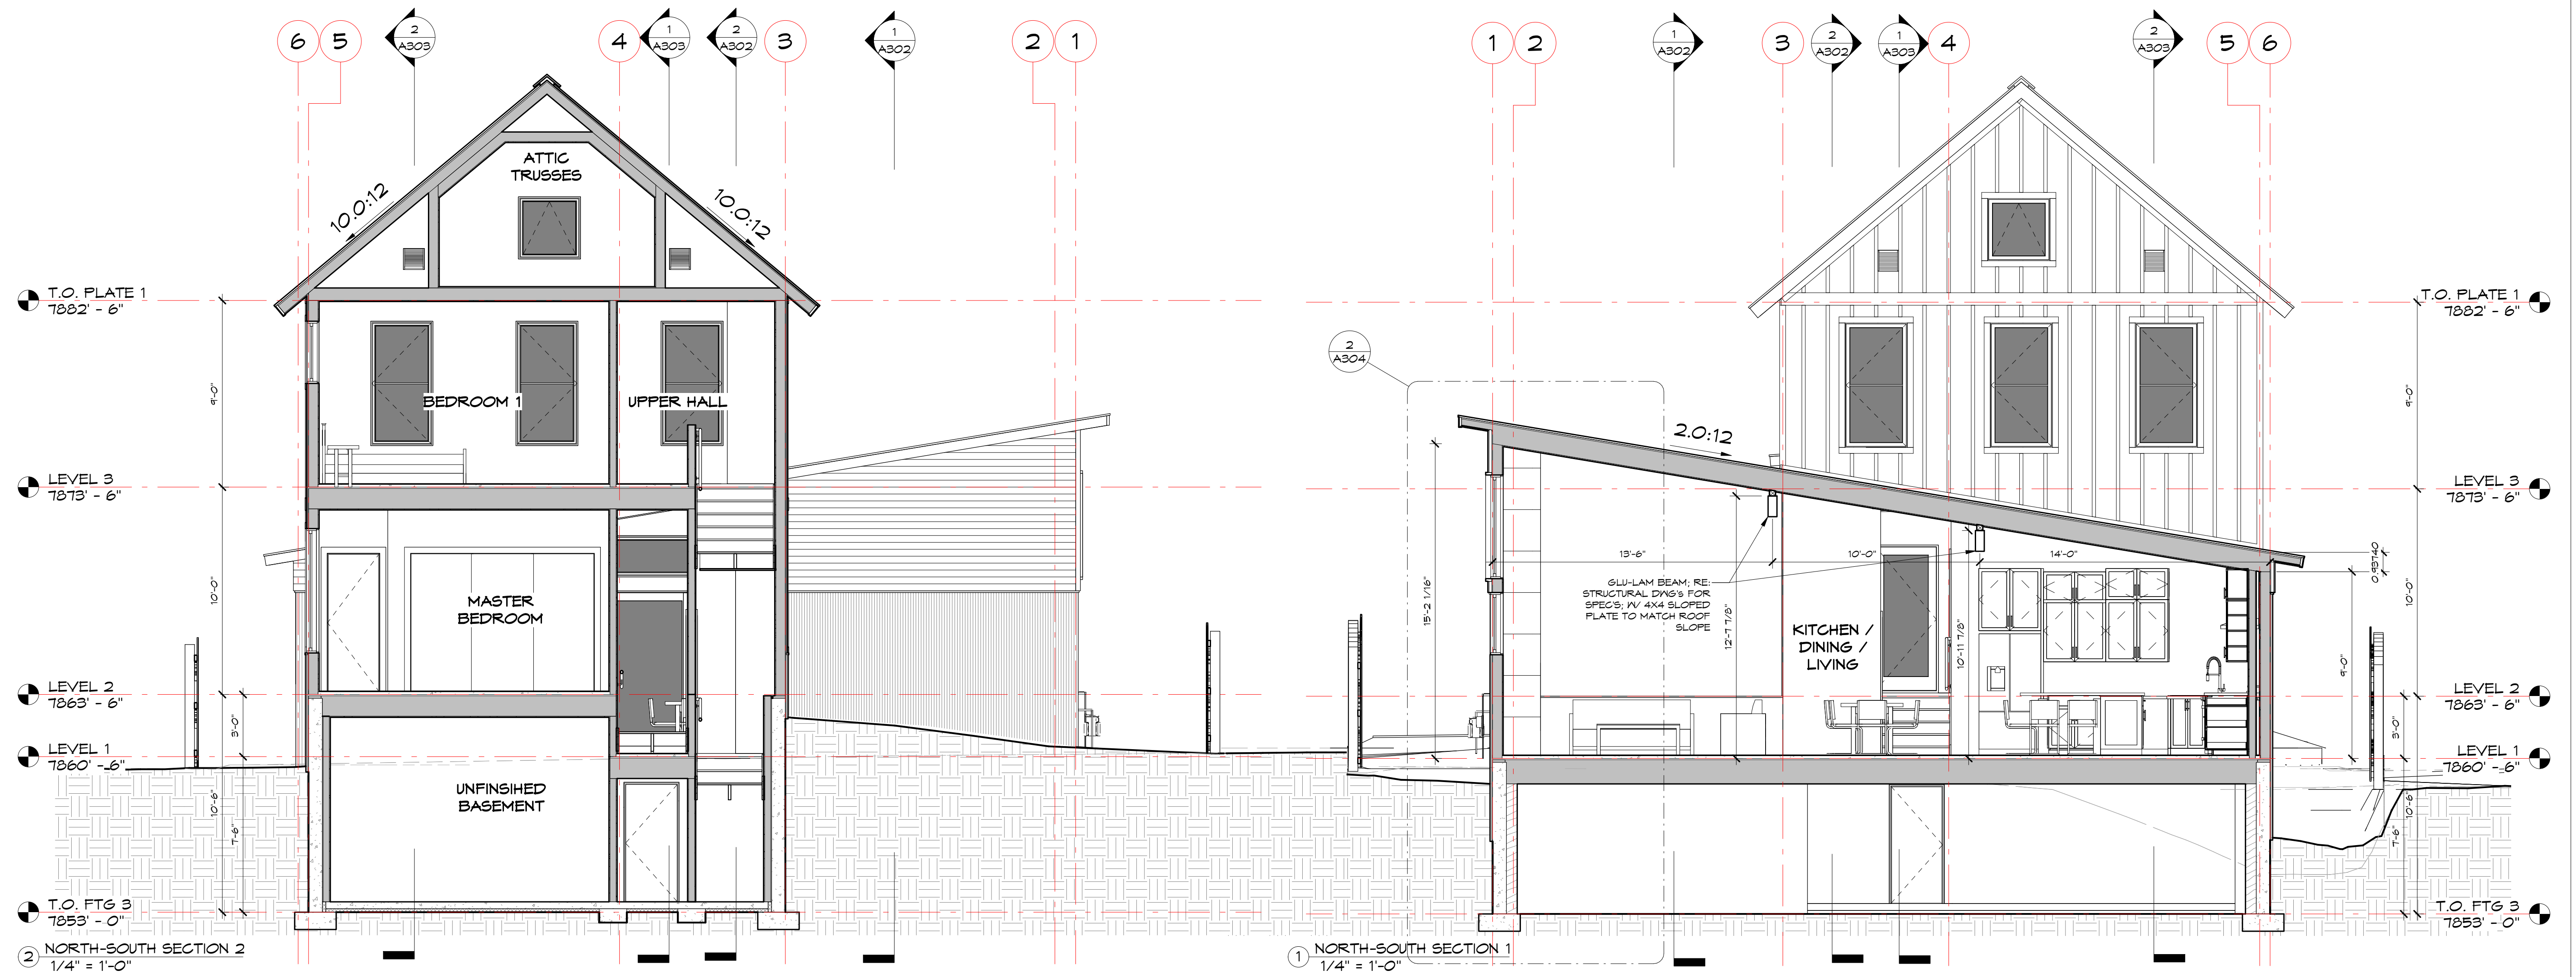 6 5 2 A303 4 1 A303 2 A302 3 1 A302 2 1
ATTIC
TRUSSES
10.0:12
10.0:12
T.O. PLATE 1
7882' - 6"
9'-0"
BEDROOM 1
UPPER HALL
LEVEL 3
7873' - 6"
10'-0"
MASTER
BEDROOM
LEVEL 2
7863' - 6"
3'-0"
LEVEL 1
7860' - 6"
UNFINSIHED
BASEMENT
10'-6"
7'-6"
T.O. FTG 3
7853' - 0"
2 NORTH-SOUTH SECTION 2
1/4" = 1'-0"
1 2 1 A302 3 2 A302 1 A303 4 2 A303 5 6
T.O. PLATE 1
7882' - 6"
2
A304
9'-0"
2.0:12
LEVEL 3
7873' - 6"
13'-6"
10'-0"
14'-0"
0.93740
15'-2 1/16"
GLU-LAM BEAM; RE:
STRUCTURAL DWG'S FOR
SPEC'S; W/ 4X4 SLOPED
PLATE TO MATCH ROOF
SLOPE
12'-7 7/8"
KITCHEN /
DINING /
LIVING
10'-11 7/8"
9'-0"
10'-0"
LEVEL 2
7863' - 6"
3'-0"
LEVEL 1
7860' - 6"
10'-6"
7'-6"
T.O. FTG 3
7853' - 0"
1 NORTH-SOUTH SECTION 1
1/4" = 1'-0"